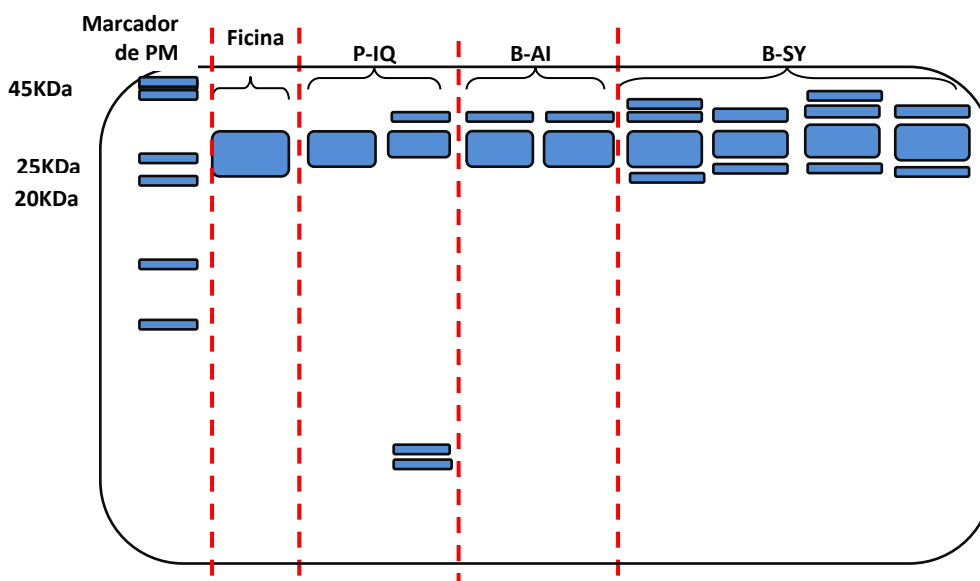 Marcador
de PM
Ficina
P-IQ
B-AI
B-SY
45KDa
25KDa
20KDa